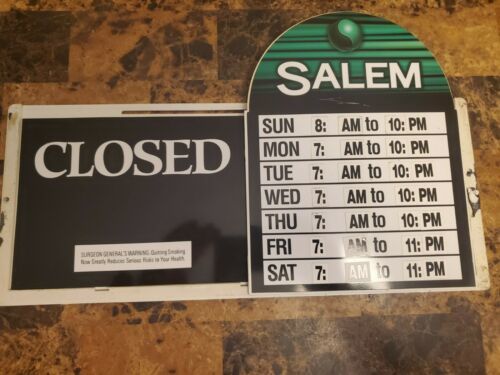 CLOSED
SURGEON GENERAL'S WARNING: Quitting Smoking
Now Greatly Reduces Serious Risks to Your Health.
SALEM
SUN 8: AM to 10: PM
MON 7: AM to 10: PM
TUE 7: AM to 10: PM
WED 7: AM to 10: PM
THU 7: AM to 10: PM
FRI 7: AM to 11: PM
SAT 7: AM to 11: PM